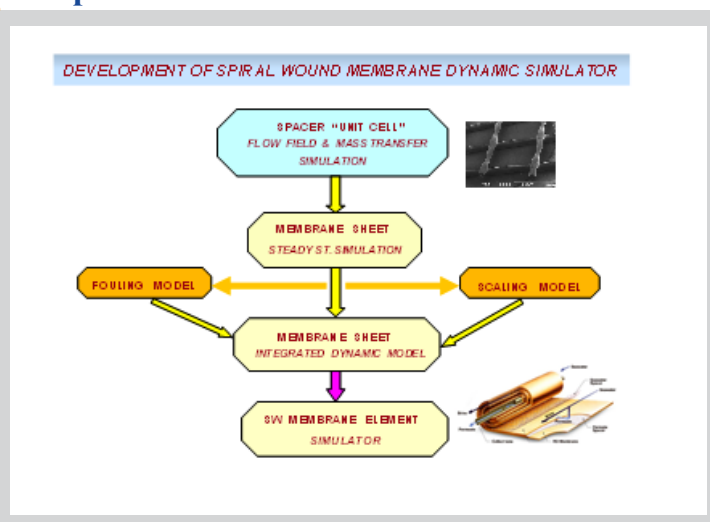 DEVELOPMENT OF SPIRAL WOUND MEMBRANE DYNAMIC SIMULATOR
SPACER "UNIT CELL"
FLOW FIELD & MASS TRANSFER
SIMULATION
MEMBRANE SHEET
STEADY ST. SIMULATION
FOULING MODEL
SCALING MODEL
MEMBRANE SHEET
INTEGRATED DYNAMIC MODEL
SW MEMBRANE ELEMENT
SIMULATOR